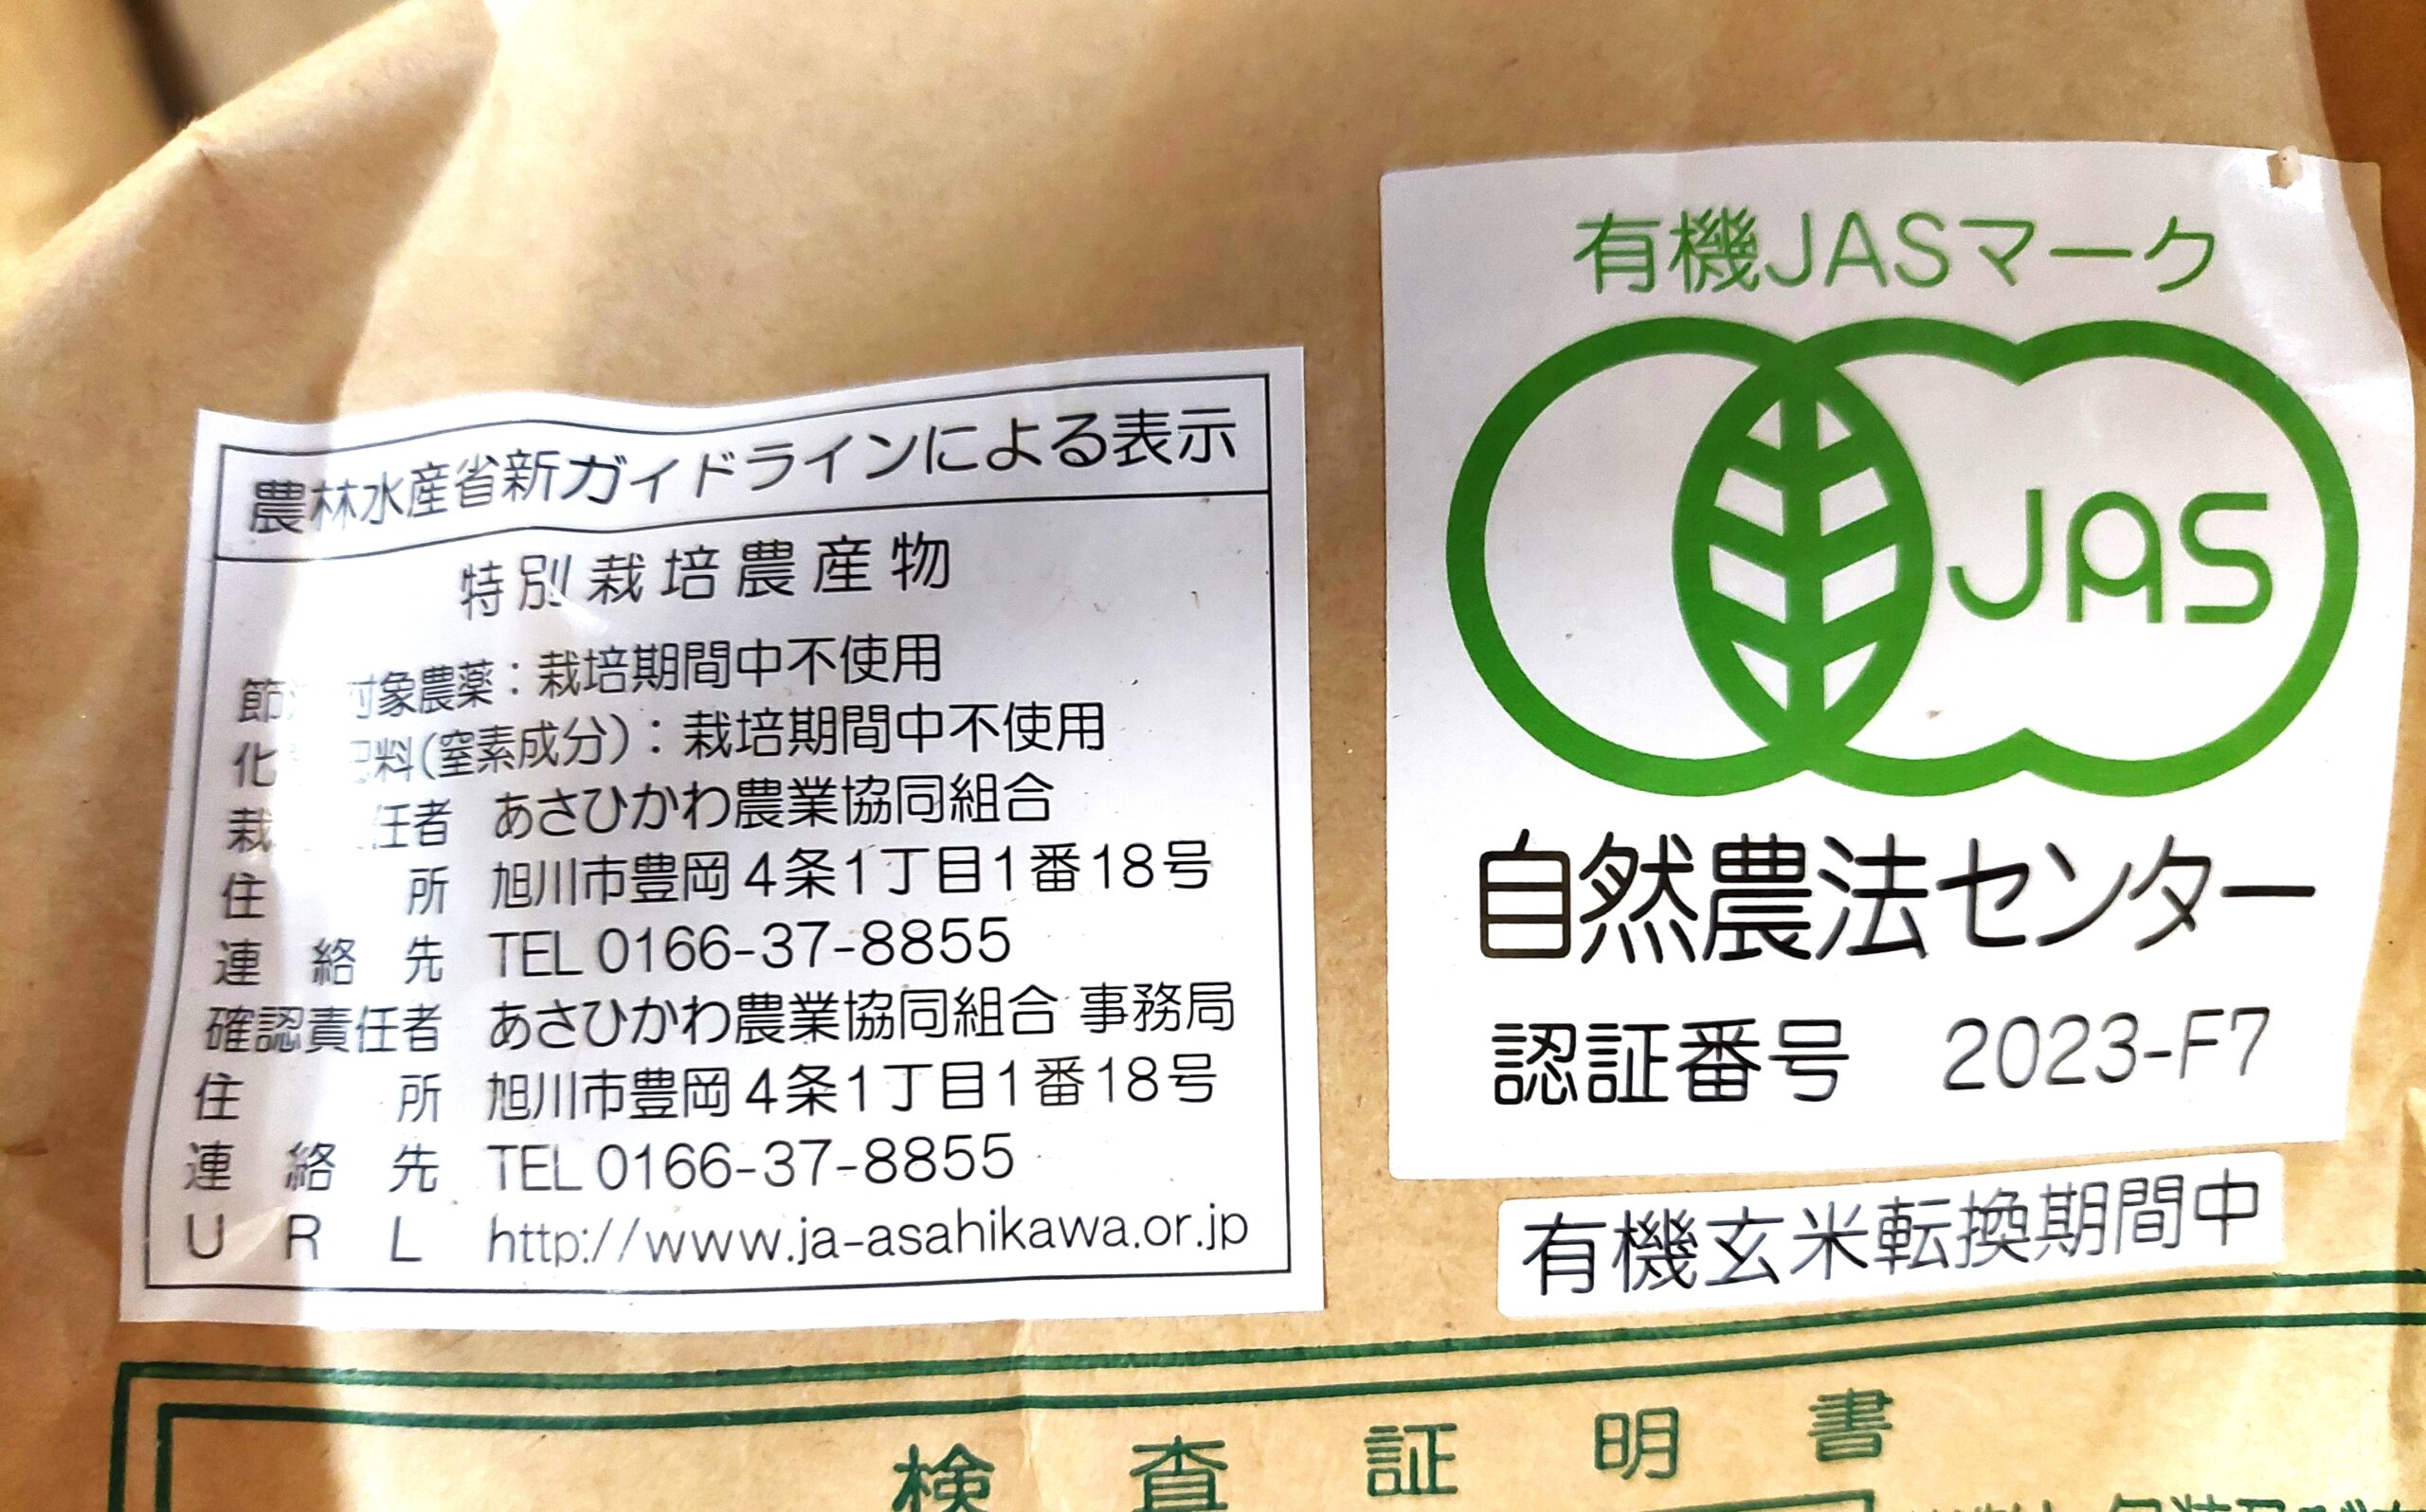 農林水産省新ガイドラインによる表示
特別栽培農産物
節 対象農薬：栽培期間中不使用
化 肥料(窒素成分)：栽培期間中不使用
栽 任者 あさひかわ農業協同組合
住所 旭川市豊岡4条1丁目1番18号
連絡先 TEL 0166-37-8855
確認責任者 あさひかわ農業協同組合 事務局
住所 旭川市豊岡4条1丁目1番18号
連絡先 TEL 0166-37-8855
URL http://www.ja-asahikawa.or.jp
有機JASマーク
JAS
自然農法センター
認証番号 2023-F7
有機玄米転換期間中
検査証明書